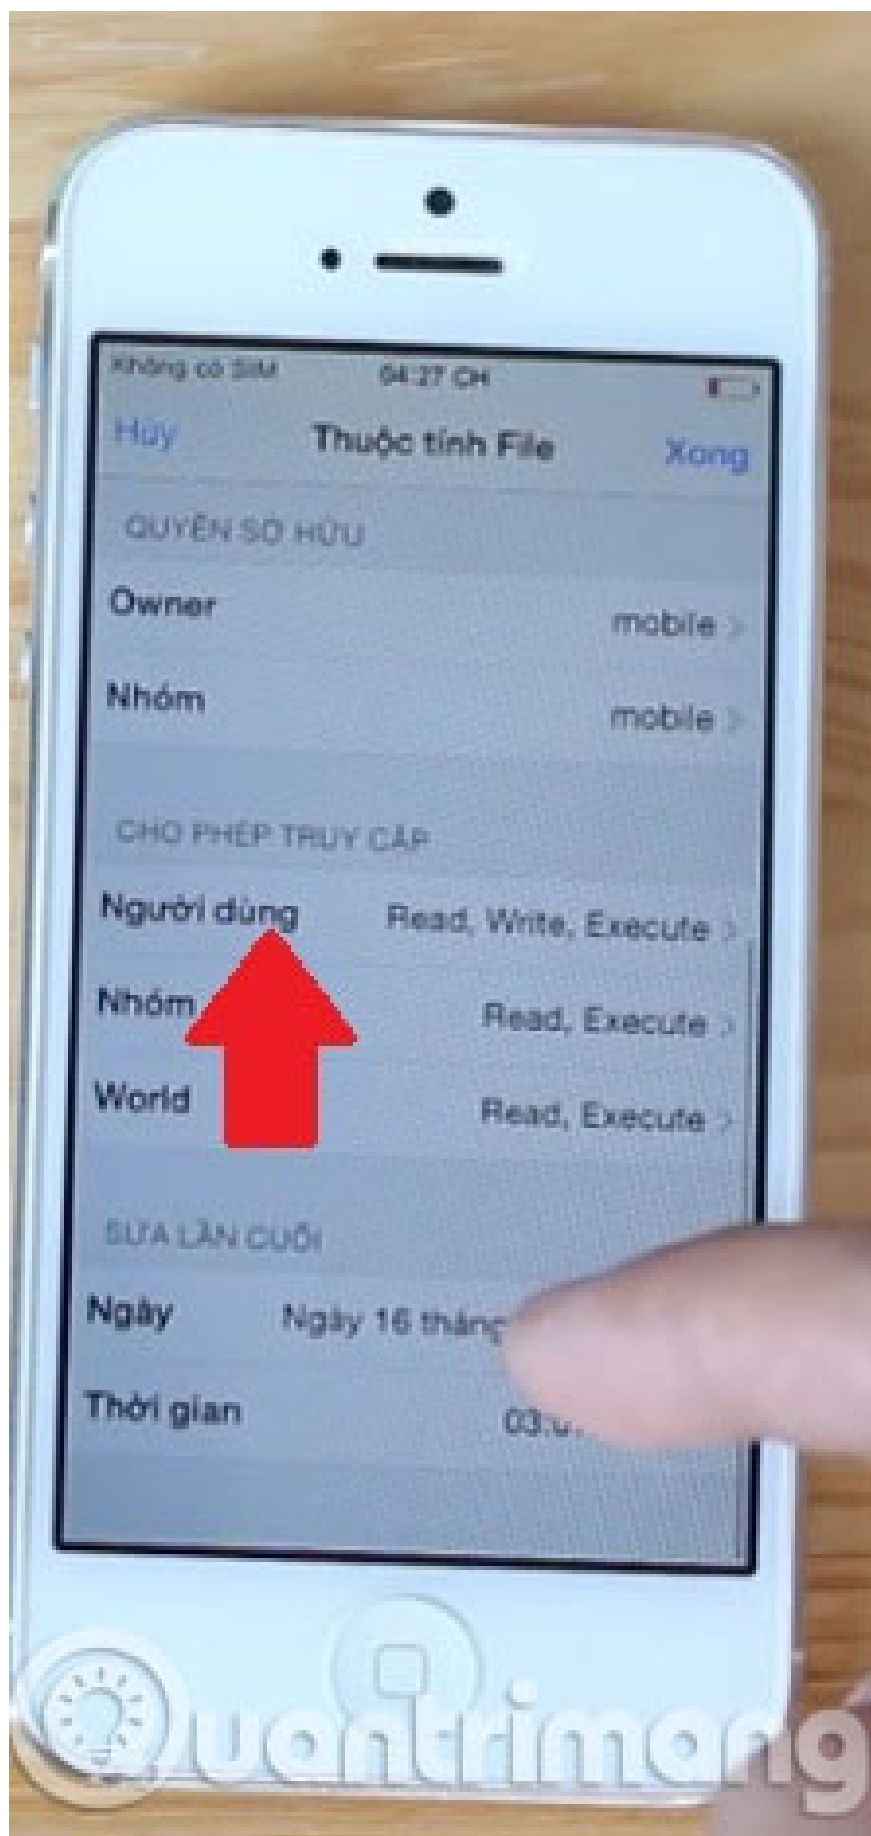 Không có SIM 04:27 CH
Hủy Thuộc tính File Xong
QUYỀN SỞ HỮU
Owner mobile
Nhóm mobile
CHO PHÉP TRUY CẬP
Người dùng Read, Write, Execute
Nhóm Read, Execute
World Read, Execute
SỬA LẦN CUỐI
Ngày Ngày 16 tháng
Thời gian
Quantrimang